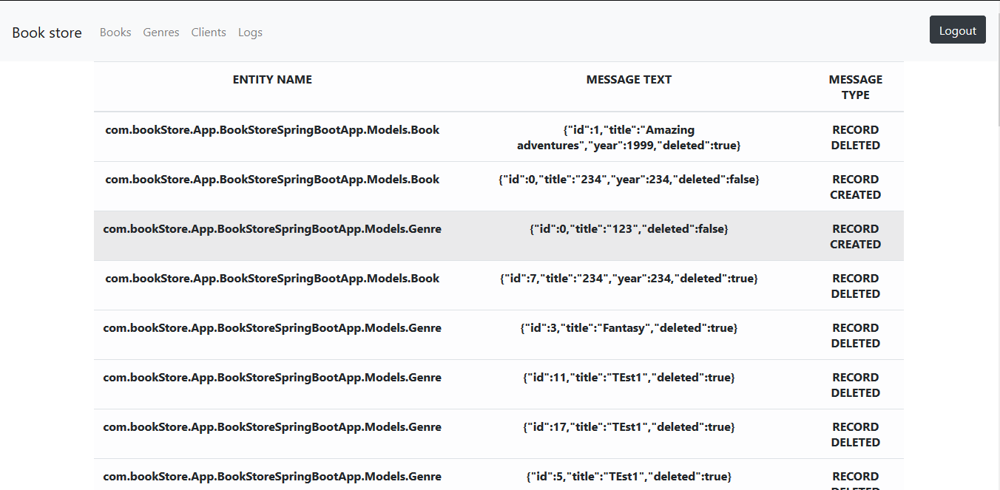 Book store Books Genres Clients Logs Logout
ENTITY NAME MESSAGE TEXT MESSAGE
TYPE
com.bookStore.App.BookStoreSpringBootApp.Models.Book {"id":1,"title":"Amazing RECORD
adventures","year":1999,"deleted":true} DELETED
com.bookStore.App.BookStoreSpringBootApp.Models.Book {"id":0,"title":"234","year":234,"deleted":false} RECORD
CREATED
com.bookStore.App.BookStoreSpringBootApp.Models.Genre {"id":0,"title":"123","deleted":false} RECORD
CREATED
com.bookStore.App.BookStoreSpringBootApp.Models.Book {"id":7,"title":"234","year":234,"deleted":true} RECORD
DELETED
com.bookStore.App.BookStoreSpringBootApp.Models.Genre {"id":3,"title":"Fantasy","deleted":true} RECORD
DELETED
com.bookStore.App.BookStoreSpringBootApp.Models.Genre {"id":11,"title":"TEst1","deleted":true} RECORD
DELETED
com.bookStore.App.BookStoreSpringBootApp.Models.Genre {"id":17,"title":"TEst1","deleted":true} RECORD
DELETED
com.bookStore.App.BookStoreSpringBootApp.Models.Genre {"id":5,"title":"TEst1","deleted":true} RECORD
DELETED